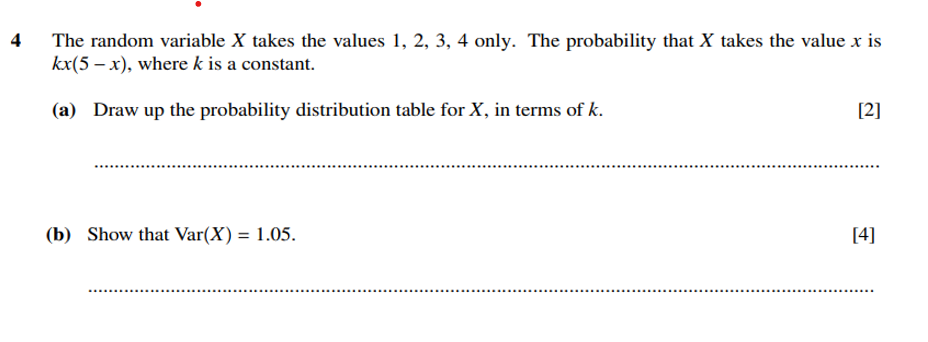 4 The random variable X takes the values 1, 2, 3, 4 only. The probability that X takes the value x is
kx(5 – x), where k is a constant.
(a) Draw up the probability distribution table for X, in terms of k. [2]
(b) Show that Var(X) = 1.05. [4]